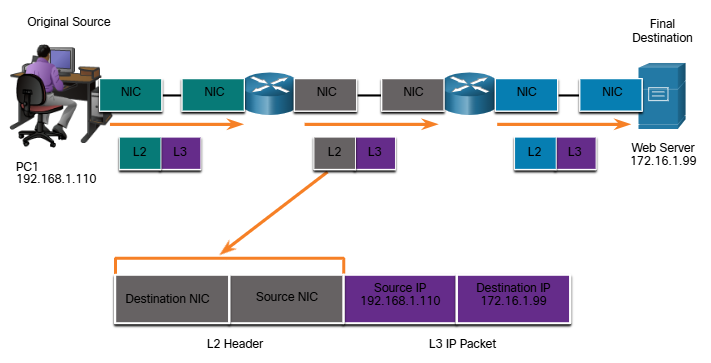 Original Source
Final
Destination
NIC NIC NIC NIC NIC NIC
L2 L3 L2 L3 L2 L3
PC1
192.168.1.110
Web Server
172.16.1.99
Destination NIC
Source NIC
Source IP
192.168.1.110
Destination IP
172.16.1.99
L2 Header
L3 IP Packet